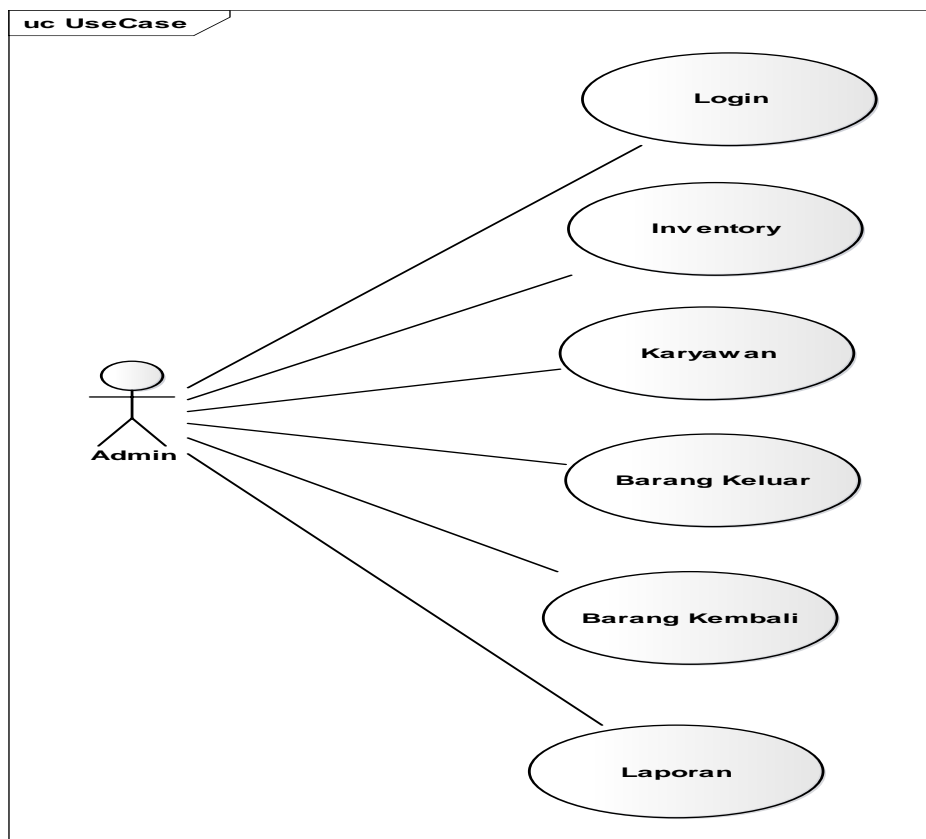 uc UseCase
Login
Inventory
Karyawan
Barang Keluar
Admin
Barang Kembali
Laporan